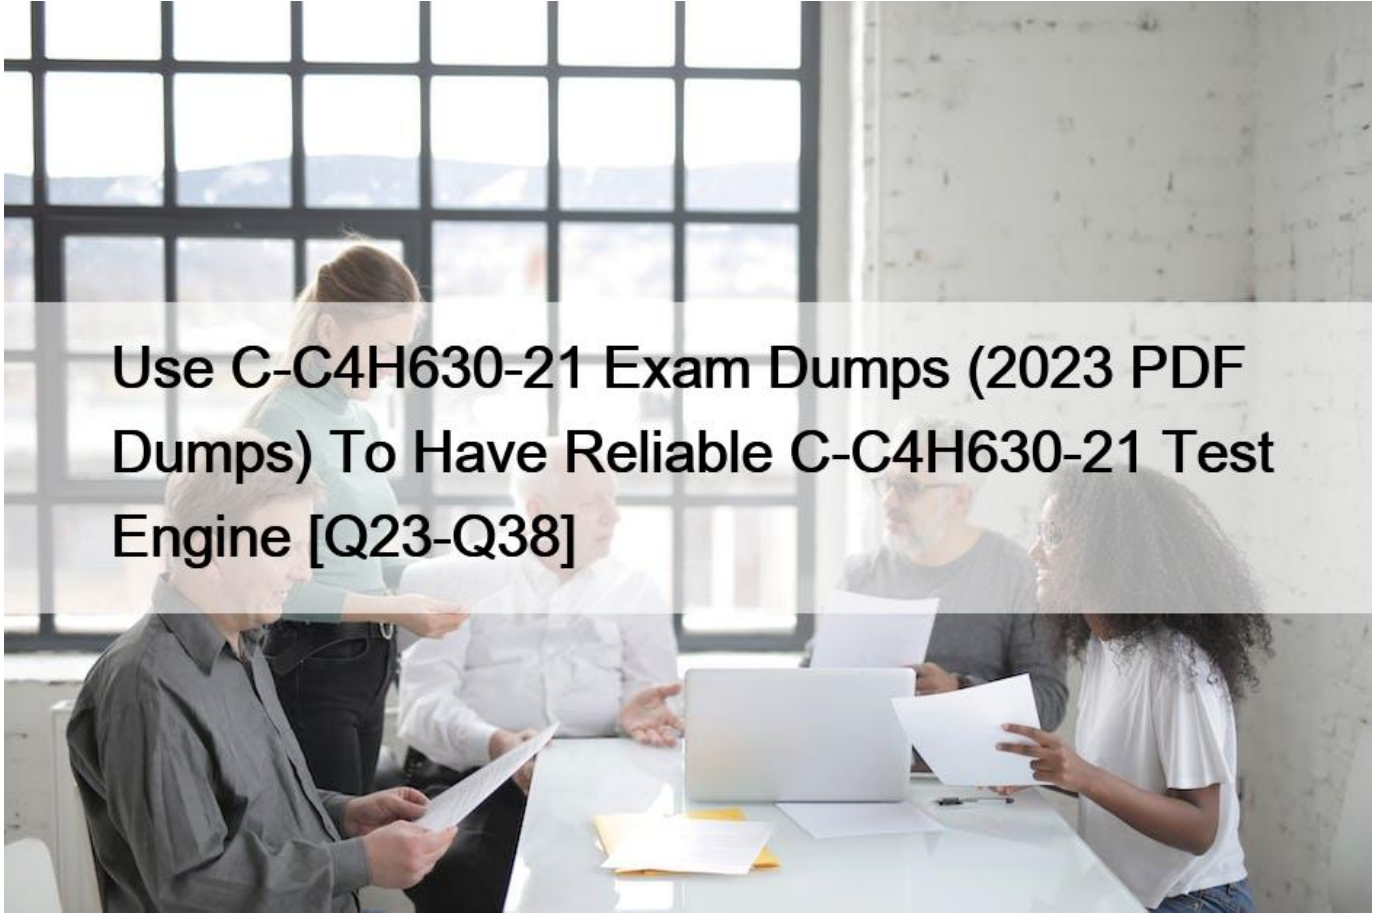 Use C-C4H630-21 Exam Dumps (2023 PDF
Dumps) To Have Reliable C-C4H630-21 Test
Engine [Q23-Q38]